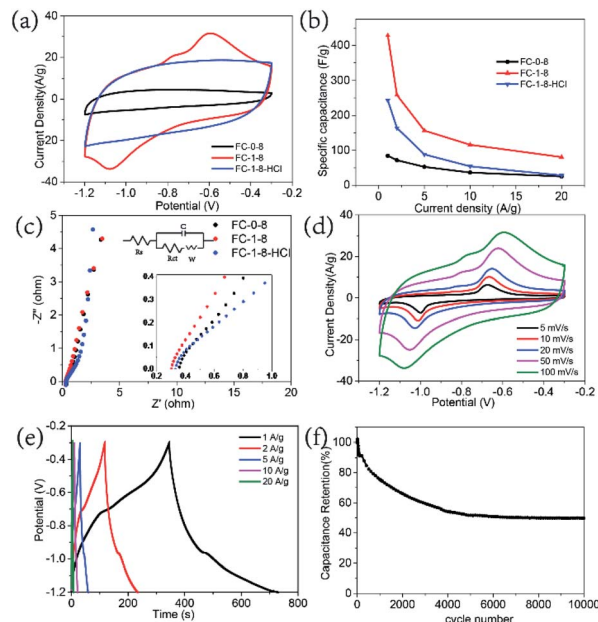 (a)
40
20
0
-20
-40
Current Density(A/g)
FC-0-8
FC-1-8
FC-1-8-HCl
-1.2 -1.0 -0.8 -0.6 -0.4 -0.2
Potential (V)
(b)
400
300
200
100
0
Specific capacitance (F/g)
FC-0-8
FC-1-8
FC-1-8-HCl
0 5 10 15 20
Current density (A/g)
(c)
-5
-4
-3
-2
-1
0
-Z" (ohm)
C
Rs
Rct
W
FC-0-8
FC-1-8
FC-1-8-HCl
0.4
0.3
0.2
0.1
0.0
0.4 0.6 0.8 1.0
0 5 10 15 20
Z' (ohm)
(d)
40
20
0
-20
-40
Current Density(A/g)
5 mV/s
10 mV/s
20 mV/s
50 mV/s
100 mV/s
-1.2 -1.0 -0.8 -0.6 -0.4
Potential (V)
(e)
-0.2
-0.4
-0.6
-0.8
-1.0
-1.2
Potential (V)
1 A/g
2 A/g
5 A/g
10 A/g
20 A/g
0 200 400 600 800
Time (s)
(f)
100
80
60
40
20
0
Capacitance Retention(%)
0 2000 4000 6000 8000 10000
cycle number